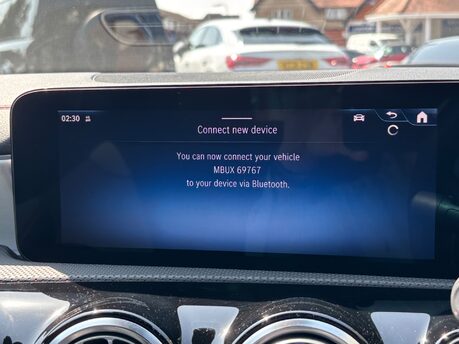 02:30
Connect new device
You can now connect your vehicle
MBUX 69767
to your device via Bluetooth.